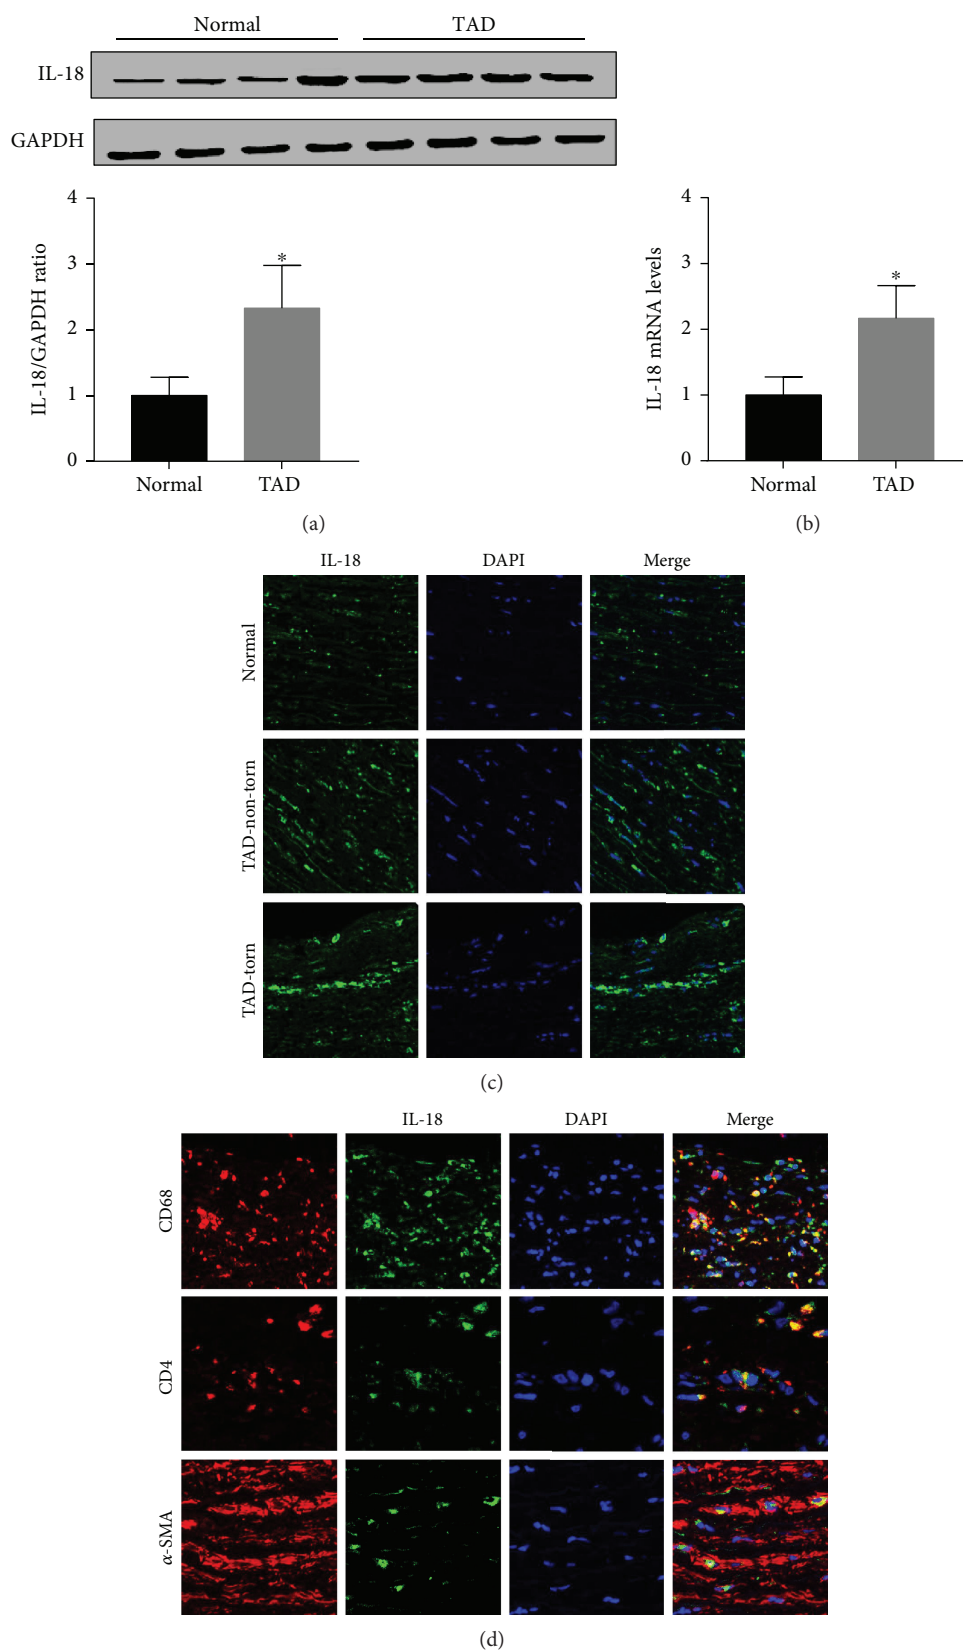 Normal TAD
IL-18
GAPDH
4
3
2
1
0
IL-18/GAPDH ratio
*
Normal TAD
(a)
4
3
2
1
0
IL-18 mRNA levels
*
Normal TAD
(b)
IL-18 DAPI Merge
Normal
TAD-non-torn
TAD-torn
(c)
IL-18 DAPI Merge
CD68
CD4
α-SMA
(d)